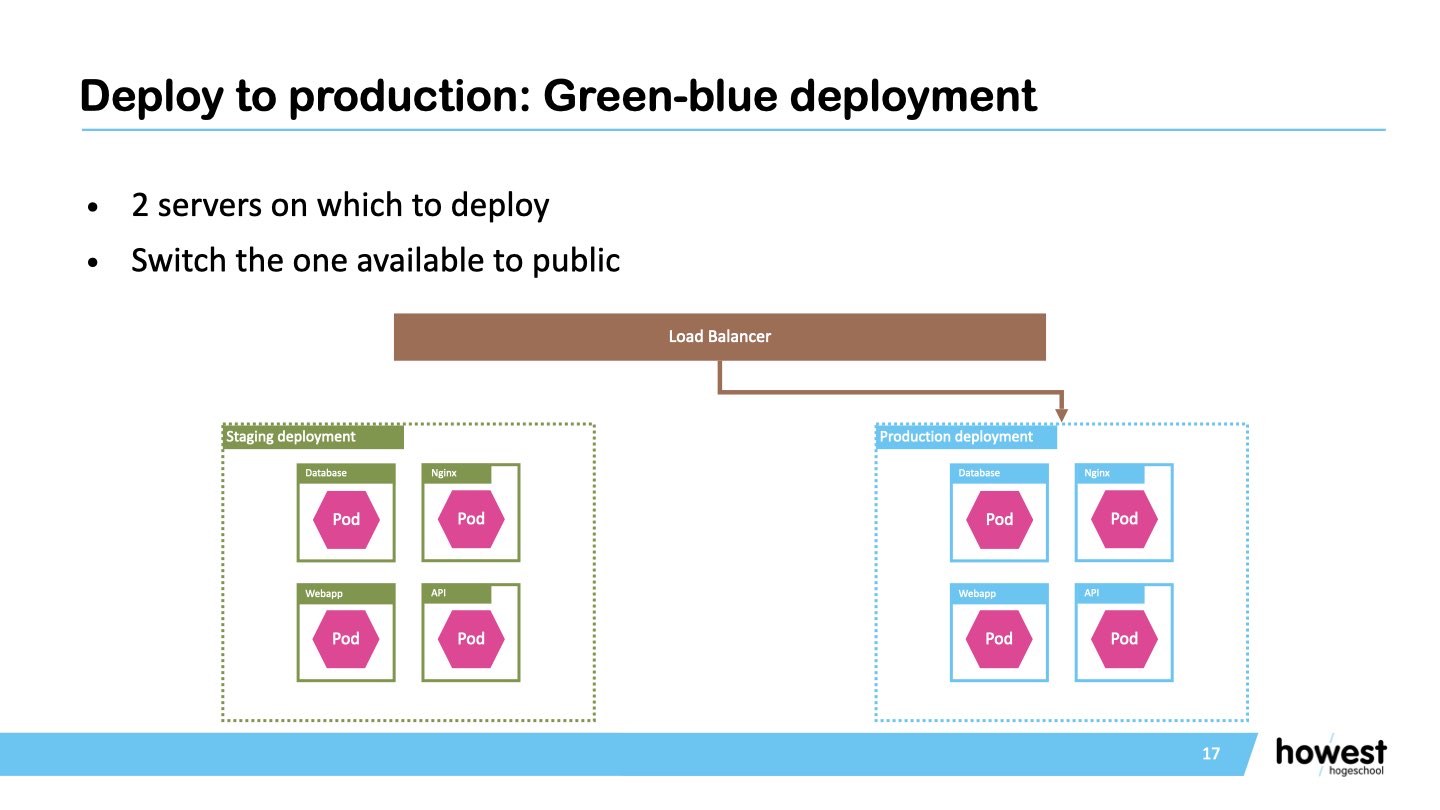 Deploy to production: Green-blue deployment
• 2 servers on which to deploy
• Switch the one available to public
Load Balancer
Staging deployment
Database
Nginx
Pod
Pod
Webapp
API
Pod
Pod
Production deployment
Database
Nginx
Pod
Pod
Webapp
API
Pod
Pod
17
howest
hogeschool